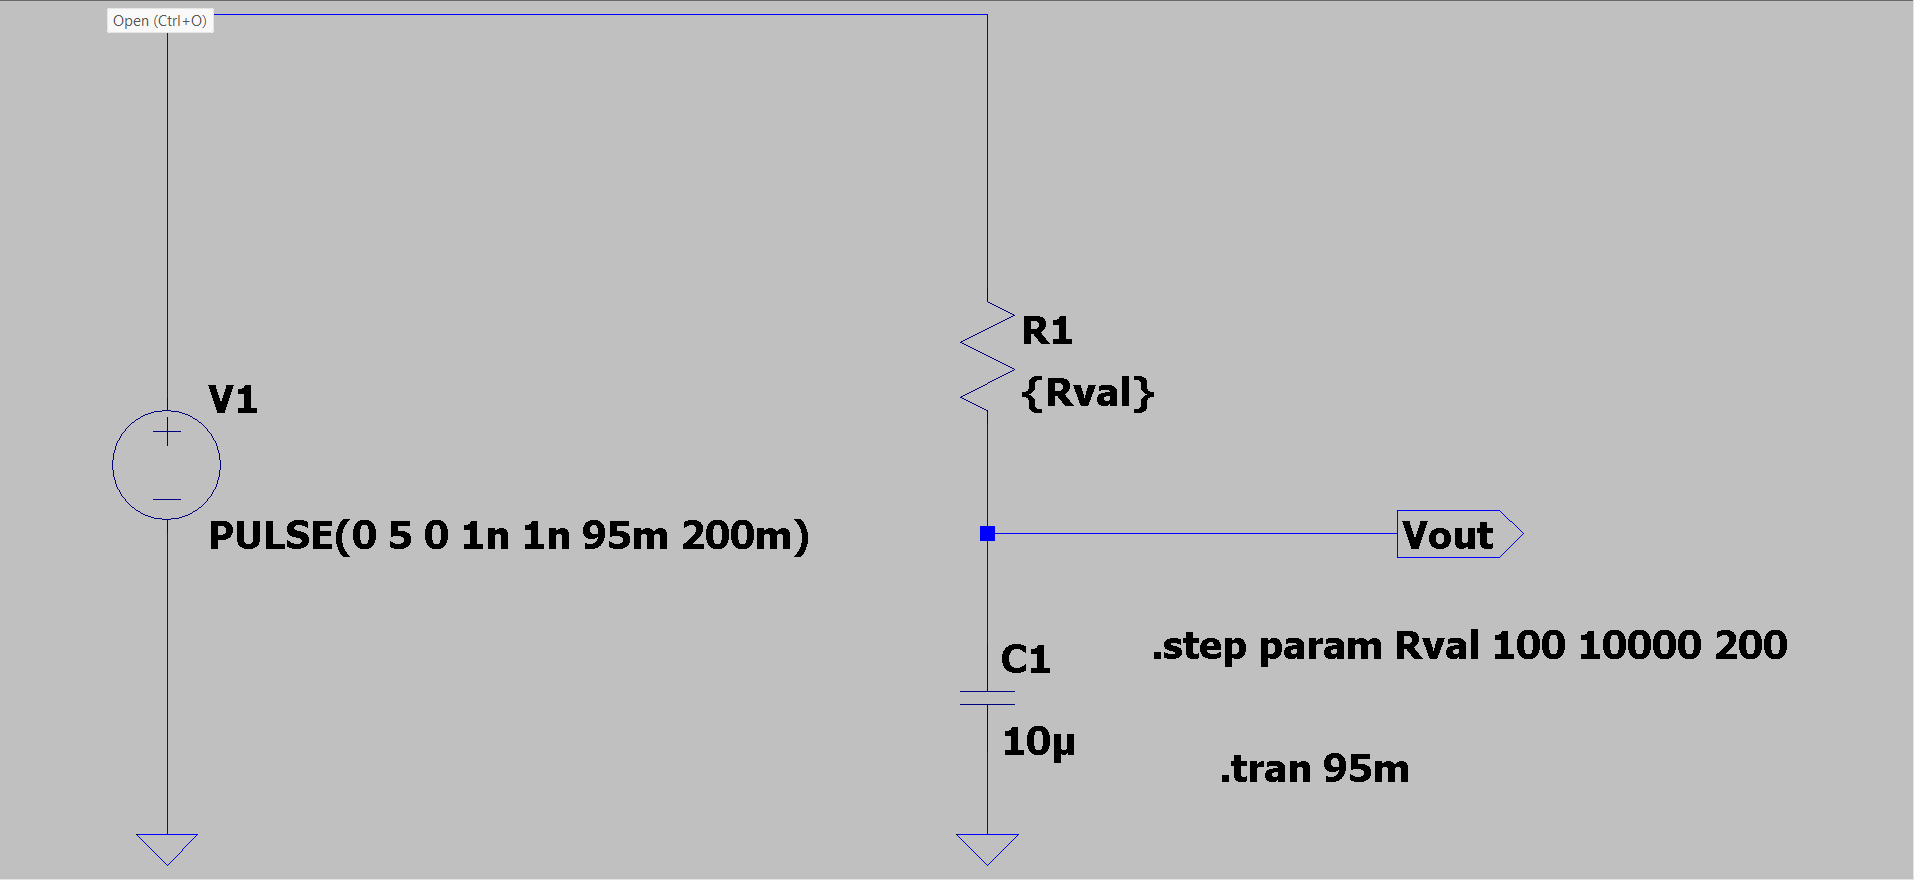 Open (Ctrl+O)
R1
{Rval}
V1
PULSE(0 5 0 1n 1n 95m 200m)
Vout
.step param Rval 100 10000 200
C1
10µ
.tran 95m